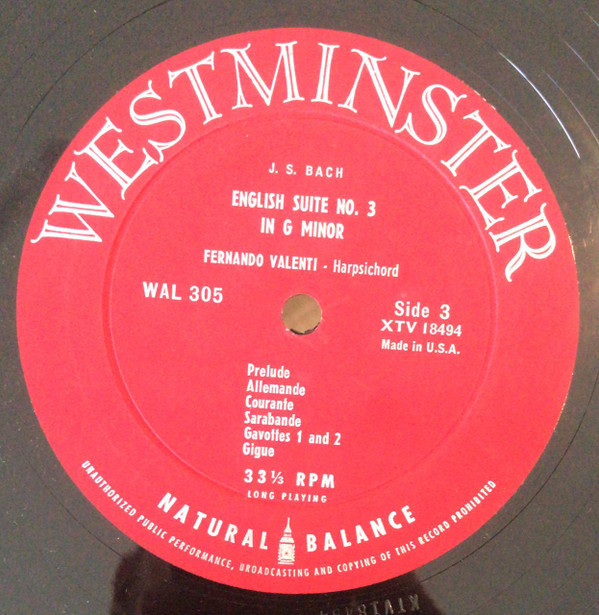 WESTMINSTER
J. S. BACH
ENGLISH SUITE NO. 3
IN G MINOR
FERNANDO VALENTI - Harpsichord
WAL 305
Side 3
XTV 18494
Made in U.S.A.
Prelude
Allemande
Courante
Sarabande
Gavottes 1 and 2
Gigue
33⅓ RPM
LONG PLAYING
NATURAL BALANCE
UNAUTHORIZED PUBLIC PERFORMANCE, BROADCASTING AND COPYING OF THIS RECORD PROHIBITED